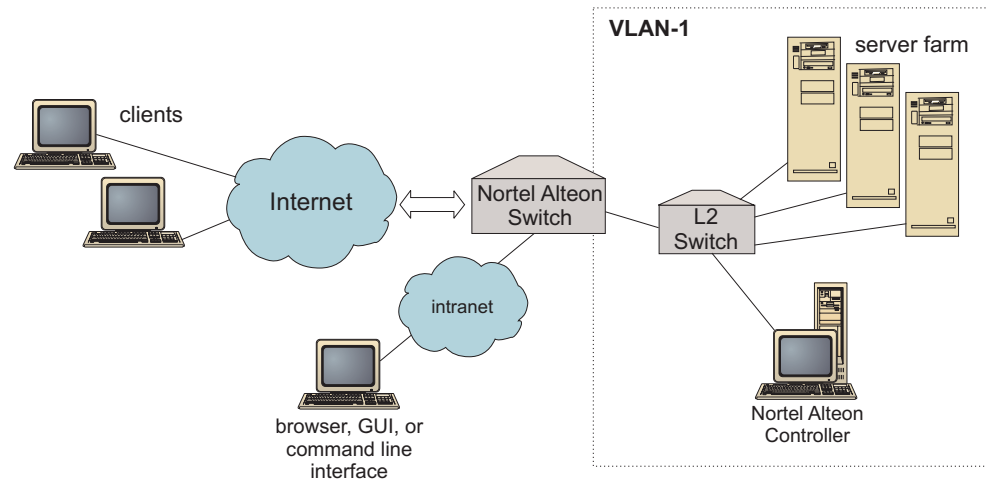 VLAN-1
server farm
clients
Internet
Nortel Alteon
Switch
L2
Switch
intranet
browser, GUI, or
command line
interface
Nortel Alteon
Controller